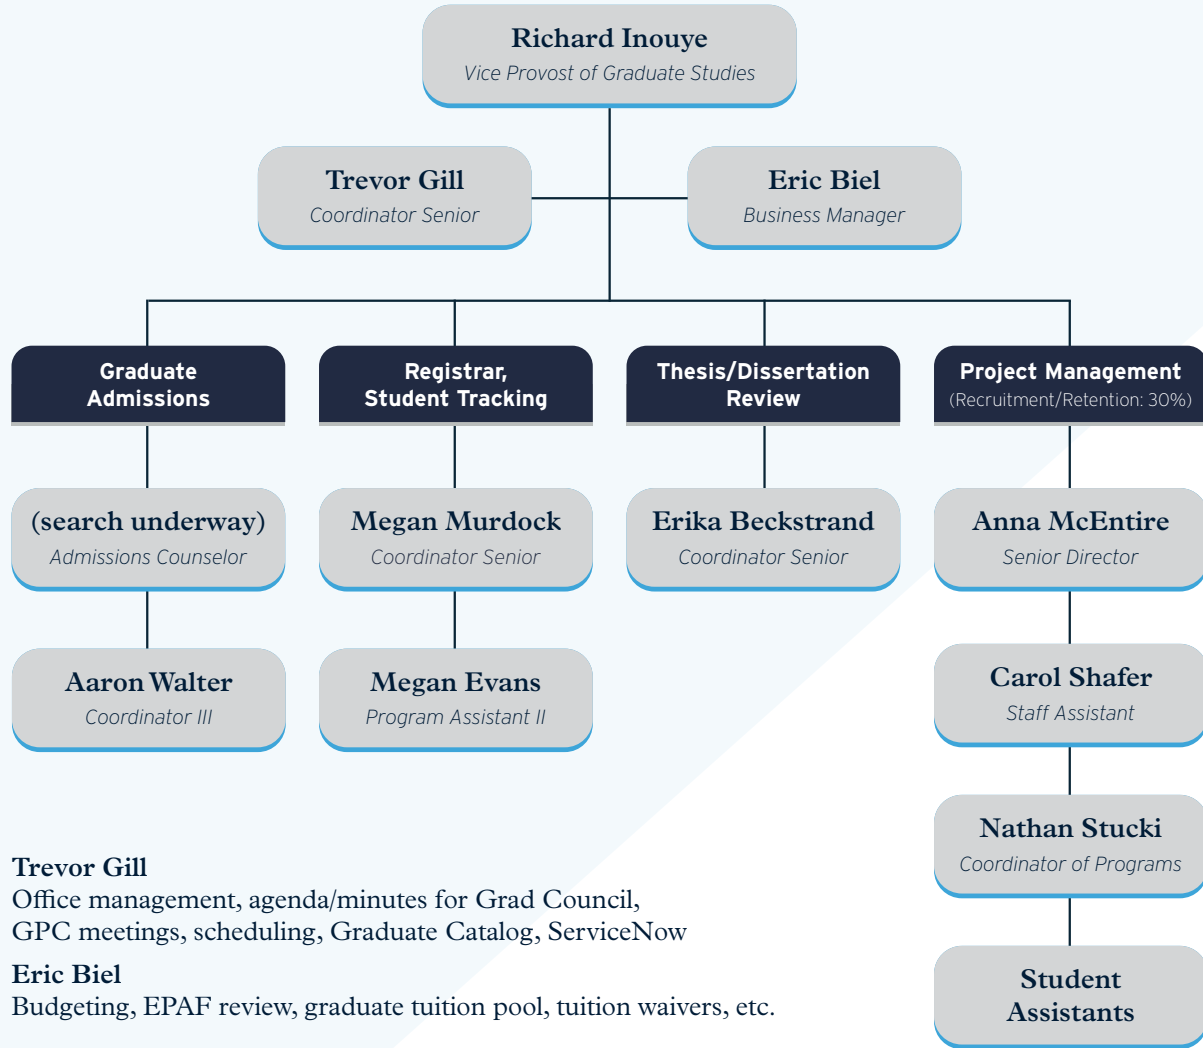 Richard Inouye
Vice Provost of Graduate Studies
Trevor Gill
Coordinator Senior
Eric Biel
Business Manager
Graduate
Admissions
Registrar,
Student Tracking
Thesis/Dissertation
Review
Project Management
(Recruitment/Retention: 30%)
(search underway)
Admissions Counselor
Megan Murdock
Coordinator Senior
Erika Beckstrand
Coordinator Senior
Anna McEntire
Senior Director
Aaron Walter
Coordinator III
Megan Evans
Program Assistant II
Carol Shafer
Staff Assistant
Nathan Stucki
Coordinator of Programs
Student
Assistants
Trevor Gill
Office management, agenda/minutes for Grad Council,
GPC meetings, scheduling, Graduate Catalog, ServiceNow
Eric Biel
Budgeting, EPAF review, graduate tuition pool, tuition waivers, etc.